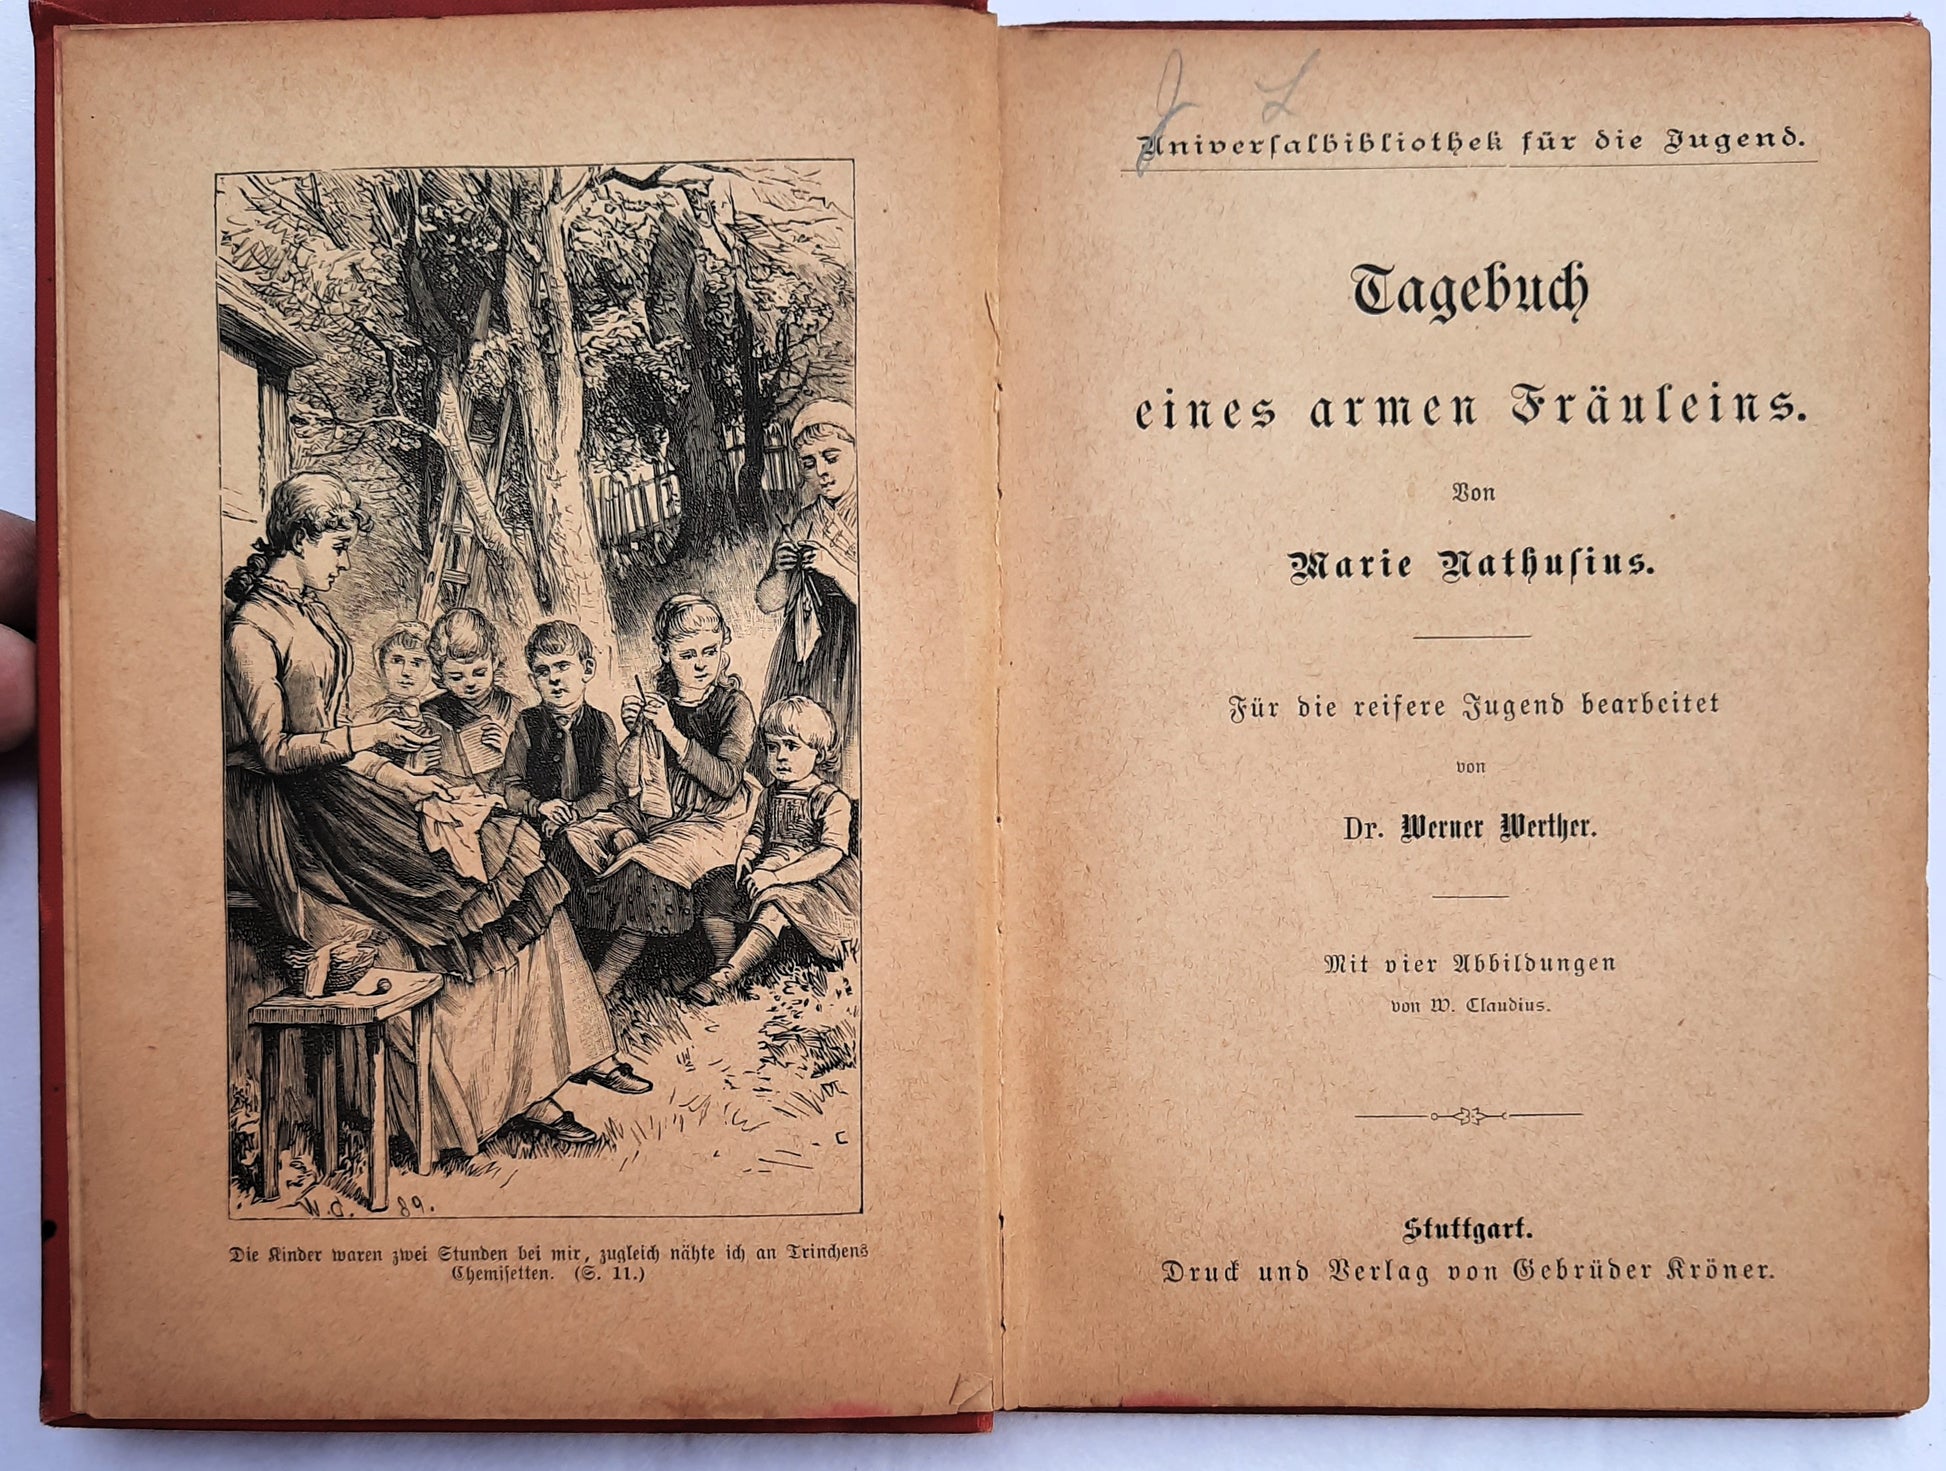 W. C. 89.
C
Die Kinder waren zwei Stunden bei mir, zugleich nähte ich an Trinchens
Chemisetten. (S. 11.)
J L
Universalbibliothek für die Jugend.
Tagebuch
eines armen Fräuleins.
Von
Marie Nathusius.
Für die reifere Jugend bearbeitet
von
Dr. Werner Werther.
Mit vier Abbildungen
von W. Claudius.
Stuttgart.
Druck und Verlag von Gebrüder Kröner.